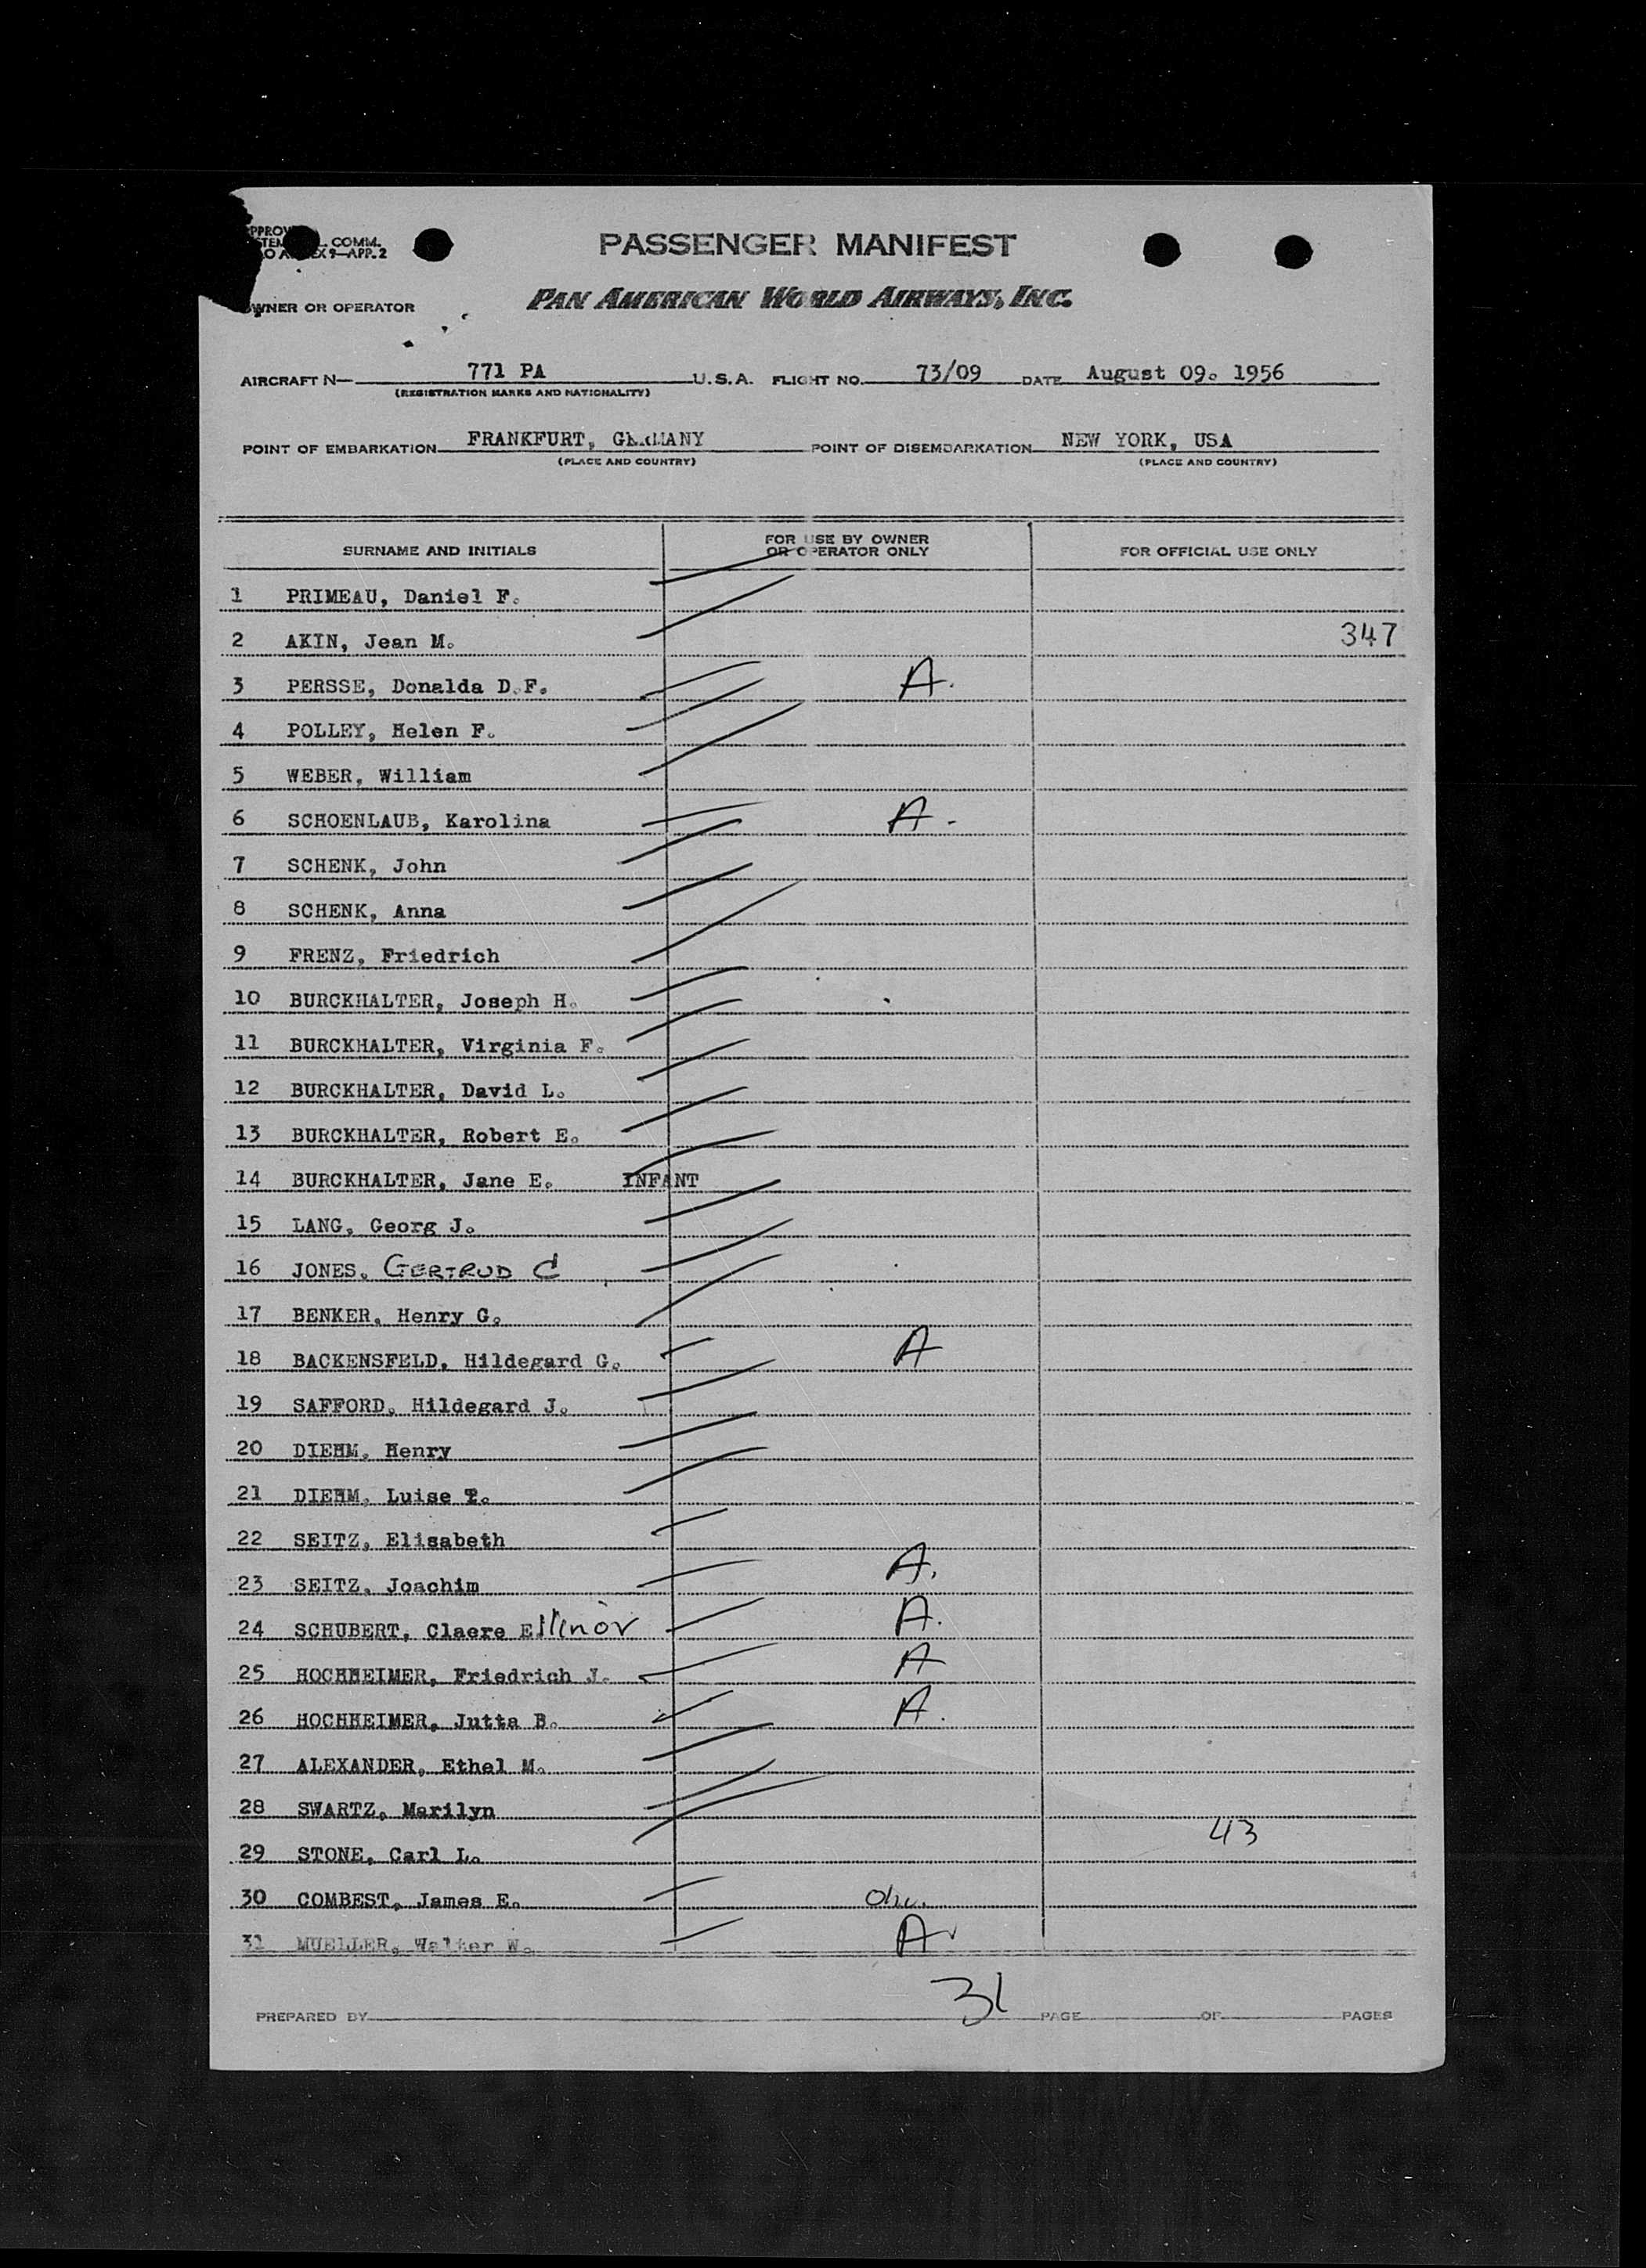 PASSENGER MANIFEST
COMM.
9—APP. 2
OWNER OR OPERATOR PAN AMERICAN WORLD AIRWAYS, INC.
AIRCRAFT N— 771 PA U.S.A. FLIGHT NO. 73/09 DATE August 09. 1956
(REGISTRATION MARKS AND NATIONALITY)
POINT OF EMBARKATION FRANKFURT, GERMANY POINT OF DISEMBARKATION NEW YORK, USA
(PLACE AND COUNTRY) (PLACE AND COUNTRY)
SURNAME AND INITIALS FOR USE BY OWNER OR OPERATOR ONLY FOR OFFICIAL USE ONLY
1 PRIMEAU, Daniel F.
2 AKIN, Jean M. 347
3 PERSSE, Donalda D.F. A.
4 POLLEY, Helen F.
5 WEBER, William
6 SCHOENLAUB, Karolina A.
7 SCHENK, John
8 SCHENK, Anna
9 FRENZ, Friedrich
10 BURCKHALTER, Joseph H.
11 BURCKHALTER, Virginia F.
12 BURCKHALTER, David L.
13 BURCKHALTER, Robert E.
14 BURCKHALTER, Jane E. INFANT
15 LANG, Georg J.
16 JONES, GERTRUD C
17 BENKER, Henry G.
18 BACKENSFELD, Hildegard G. A
19 SAFFORD, Hildegard J.
20 DIEHM, Henry
21 DIEHM, Luise T.
22 SEITZ, Elisabeth
23 SEITZ, Joachim A.
24 SCHUBERT, Claere Ellinor A.
25 HOCHHEIMER, Friedrich J. A
26 HOCHHEIMER, Jutta B. A.
27 ALEXANDER, Ethel M.
28 SWARTZ, Marilyn
43
29 STONE, Carl L.
30 COMBEST, James E.
31 MUELLER, Walter W. A
31
PREPARED BY PAGE OF PAGES